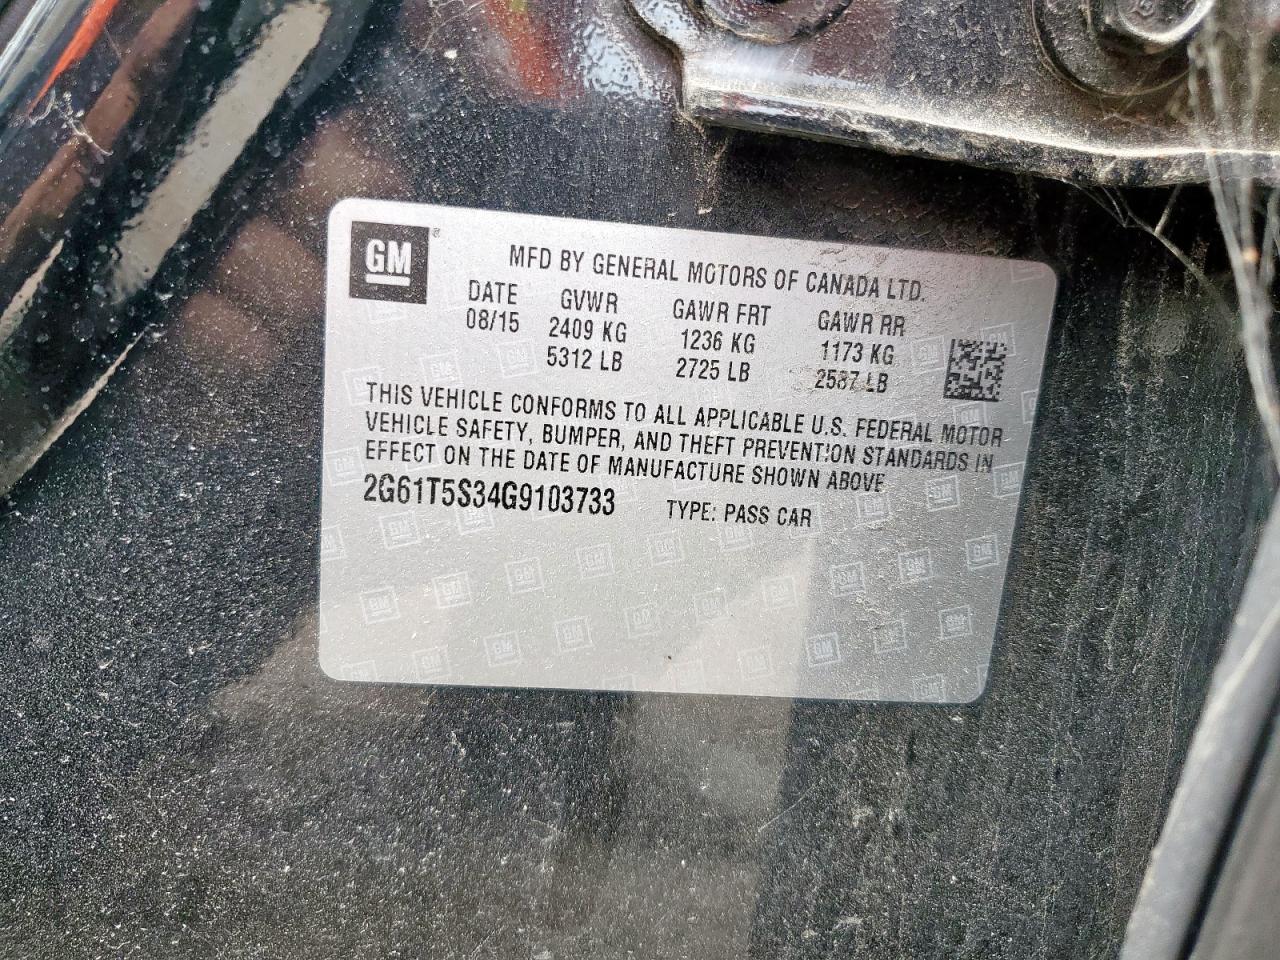 GM
MFD BY GENERAL MOTORS OF CANADA LTD.
DATE GVWR GAWR FRT GAWR RR
08/15 2409 KG 1236 KG 1173 KG
5312 LB 2725 LB 2587 LB
THIS VEHICLE CONFORMS TO ALL APPLICABLE U.S. FEDERAL MOTOR
VEHICLE SAFETY, BUMPER, AND THEFT PREVENTION STANDARDS IN
EFFECT ON THE DATE OF MANUFACTURE SHOWN ABOVE
2G61T5S34G9103733 TYPE: PASS CAR